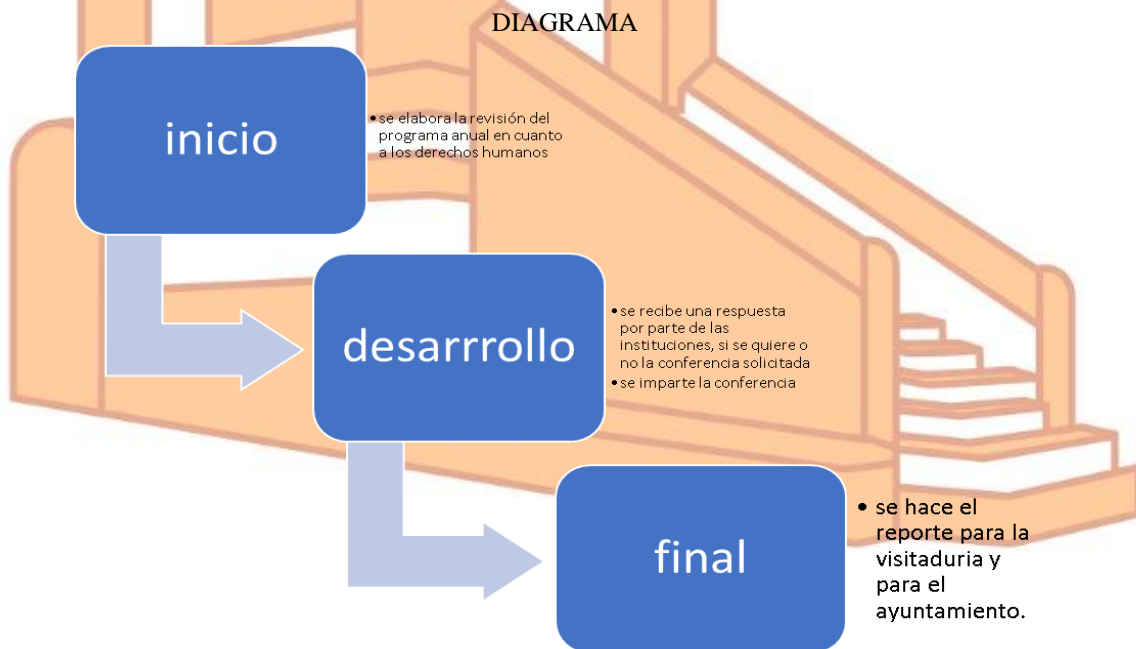 DIAGRAMA
inicio
• se elabora la revisión del
programa anual en cuanto
a los derechos humanos
desarrrollo
• se recibe una respuesta
por parte de las
instituciones, si se quiere o
no la conferencia solicitada
• se imparte la conferencia
final
• se hace el
reporte para la
visitaduria y
para el
ayuntamiento.